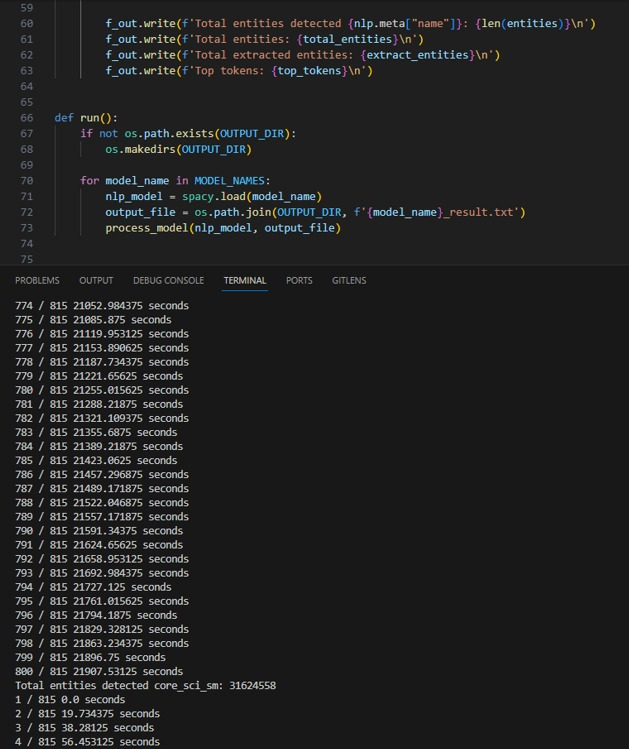 59
60 f_out.write(f'Total entities detected {nlp.meta["name"]}: {len(entities)}\n')
61 f_out.write(f'Total entities: {total_entities}\n')
62 f_out.write(f'Total extracted entities: {extract_entities}\n')
63 f_out.write(f'Top tokens: {top_tokens}\n')
64
65
66 def run():
67 if not os.path.exists(OUTPUT_DIR):
68 os.makedirs(OUTPUT_DIR)
69
70 for model_name in MODEL_NAMES:
71 nlp_model = spacy.load(model_name)
72 output_file = os.path.join(OUTPUT_DIR, f'{model_name}_result.txt')
73 process_model(nlp_model, output_file)
74
75
PROBLEMS OUTPUT DEBUG CONSOLE TERMINAL PORTS GITLENS
774 / 815 21052.984375 seconds
775 / 815 21085.875 seconds
776 / 815 21119.953125 seconds
777 / 815 21153.890625 seconds
778 / 815 21187.734375 seconds
779 / 815 21221.65625 seconds
780 / 815 21255.015625 seconds
781 / 815 21288.21875 seconds
782 / 815 21321.109375 seconds
783 / 815 21355.6875 seconds
784 / 815 21389.21875 seconds
785 / 815 21423.0625 seconds
786 / 815 21457.296875 seconds
787 / 815 21489.171875 seconds
788 / 815 21522.046875 seconds
789 / 815 21557.171875 seconds
790 / 815 21591.34375 seconds
791 / 815 21624.65625 seconds
792 / 815 21658.953125 seconds
793 / 815 21692.984375 seconds
794 / 815 21727.125 seconds
795 / 815 21761.015625 seconds
796 / 815 21794.1875 seconds
797 / 815 21829.328125 seconds
798 / 815 21863.234375 seconds
799 / 815 21896.75 seconds
800 / 815 21907.53125 seconds
Total entities detected core_sci_sm: 31624558
1 / 815 0.0 seconds
2 / 815 19.734375 seconds
3 / 815 38.28125 seconds
4 / 815 56.453125 seconds